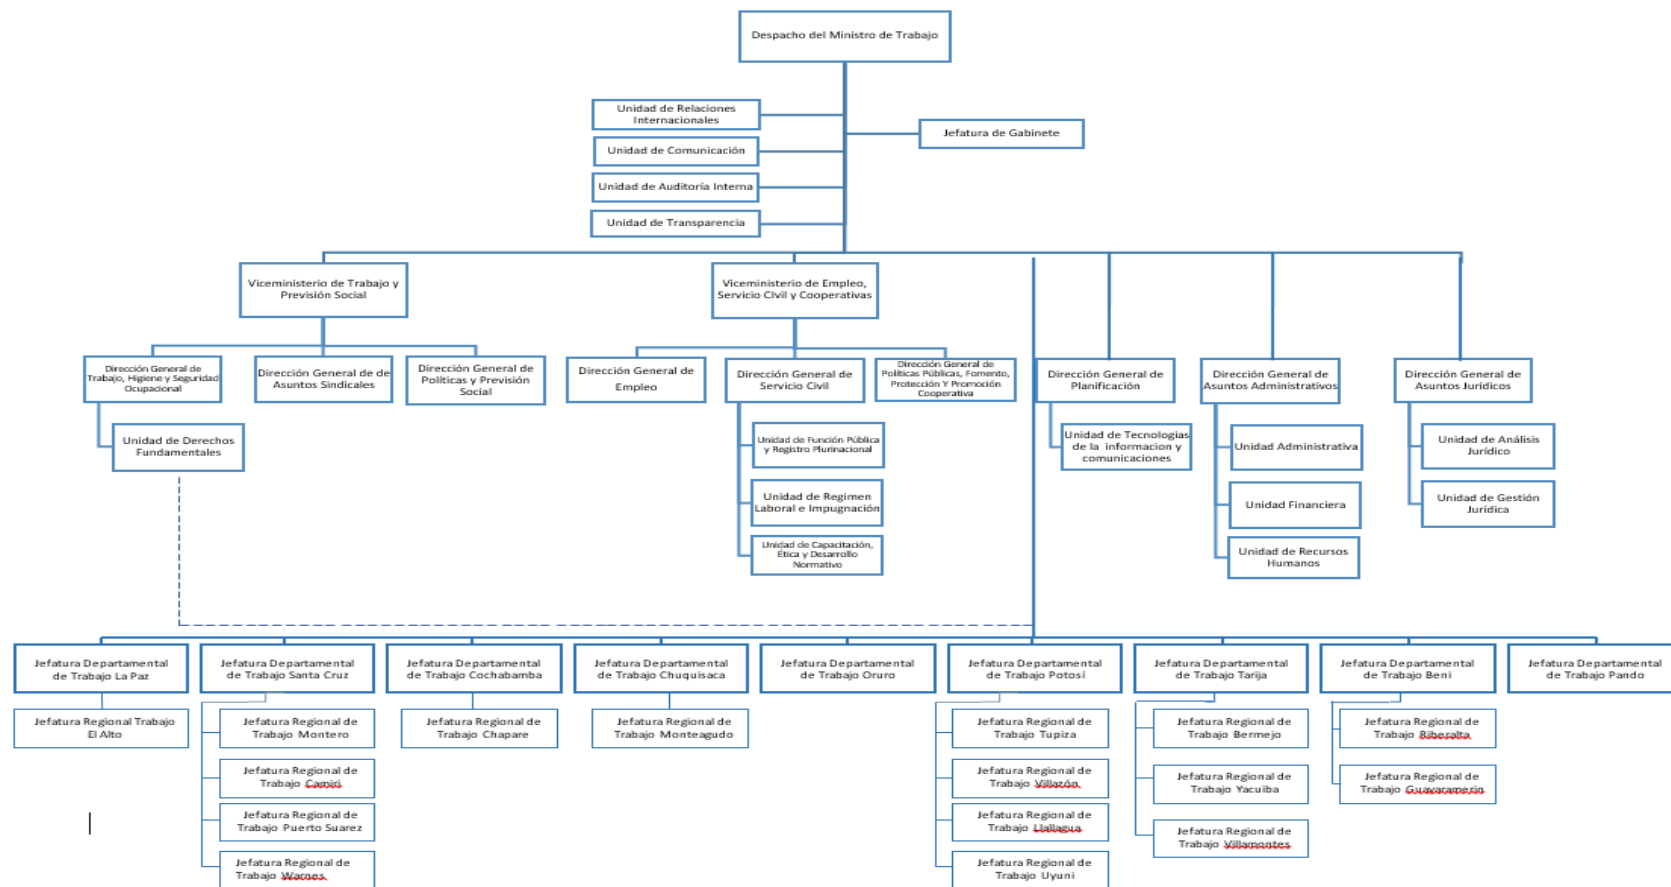 Despacho del Ministro de Trabajo
Unidad de Relaciones
Internacionales
Jefatura de Gabinete
Unidad de Comunicación
Unidad de Auditoría Interna
Unidad de Transparencia
Viceministerio de Trabajo y
Previsión Social
Viceministerio de Empleo,
Servicio CIvil y Cooperativas
Dirección General de
Trabajo, Higiene y Seguridad
Ocupacional
Dirección General de de
Asuntos Sindicales
Dirección General de
Políticas y Previsión
Social
Dirección General de
Empleo
Dirección General de
Servicio Civil
Dirección General de
Políticas Públicas, Fomento,
Protección Y Promoción
Cooperativa
Dirección General de
Planificación
Dirección General de
Asuntos Administrativos
Dirección General de
Asuntos Jurídicos
Unidad de Derechos
Fundamentales
Unidad de Función Pública
y Registro Plurinacional
Unidad de Regimen
Laboral e Impugnación
Unidad de Capacitación,
Ética y Desarrollo
Normativo
Unidad de Tecnologias
de la informacion y
comunicaciones
Unidad Administrativa
Unidad Financiera
Unidad de Recursos
Humanos
Unidad de Análisis
Jurídico
Unidad de Gestión
Jurídica
Jefatura Departamental
de Trabajo La Paz
Jefatura Departamental
de Trabajo Santa Cruz
Jefatura Departamental
de Trabajo Cochabamba
Jefatura Departamental
de Trabajo Chuquisaca
Jefatura Departamental
de Trabajo Oruro
Jefatura Departamental
de Trabajo Potosí
Jefatura Departamental
de Trabajo Tarija
Jefatura Departamental
de Trabajo Beni
Jefatura Departamental
de Trabajo Pando
Jefatura Regional Trabajo
El Alto
Jefatura Regional de
Trabajo Montero
Jefatura Regional de
Trabajo Camiri
Jefatura Regional de
Trabajo Puerto Suarez
Jefatura Regional de
Trabajo Warnes
Jefatura Regional de
Trabajo Chapare
Jefatura Regional de
Trabajo Monteagudo
Jefatura Regional de
Trabajo Tupiza
Jefatura Regional de
Trabajo Villazón
Jefatura Regional de
Trabajo Llallagua
Jefatura Regional de
Trabajo Uyuni
Jefatura Regional de
Trabajo Bermejo
Jefatura Regional de
Trabajo Yacuiba
Jefatura Regional de
Trabajo Villamontes
Jefatura Regional de
Trabajo Riberalta
Jefatura Regional de
Trabajo Guayaramerin